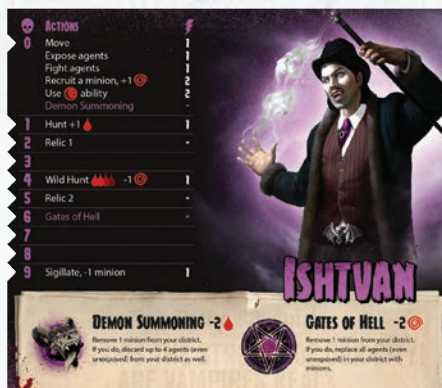 ACTIONS
0 Move 1
Expose agents 1
Fight agents 1
Recruit a minion, +1 2
Use ability 2
Demon Summoning -
1 Hunt +1 1
2 Relic 1 -
3
4 Wild Hunt -1 1
5 Relic 2 -
6 Gates of Hell -
7
8
9 Sigillate, -1 minion 1
ISHTVAN
DEMON SUMMONING -2
Remove 1 minion from your district.
If you do, discard up to 4 agents (even
unexposed) from your district as well.
GATES OF HELL -2
Remove 1 minion from your district.
If you do, replace all agents (even
unexposed) in your district with
minions.